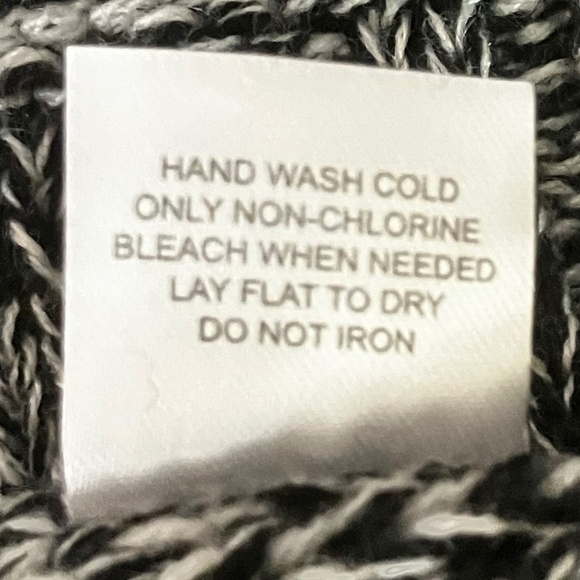 HAND WASH COLD
ONLY NON-CHLORINE
BLEACH WHEN NEEDED
LAY FLAT TO DRY
DO NOT IRON